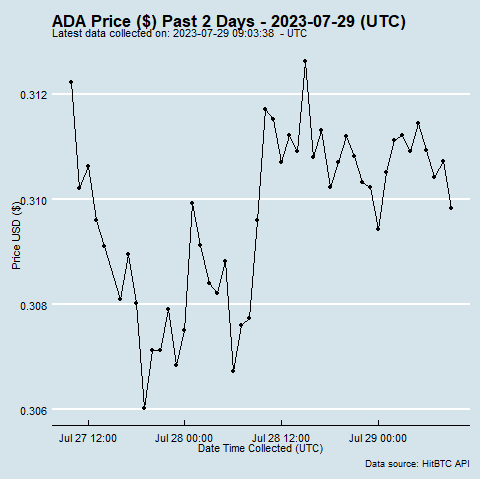 ADA Price ($) Past 2 Days - 2023-07-29 (UTC)
Latest data collected on: 2023-07-29 09:03:38  - UTC
0.312
0.310
0.308
0.306
Price USD ($)
Jul 27 12:00 Jul 28 00:00 Jul 28 12:00 Jul 29 00:00
Date Time Collected (UTC)
Data source: HitBTC API